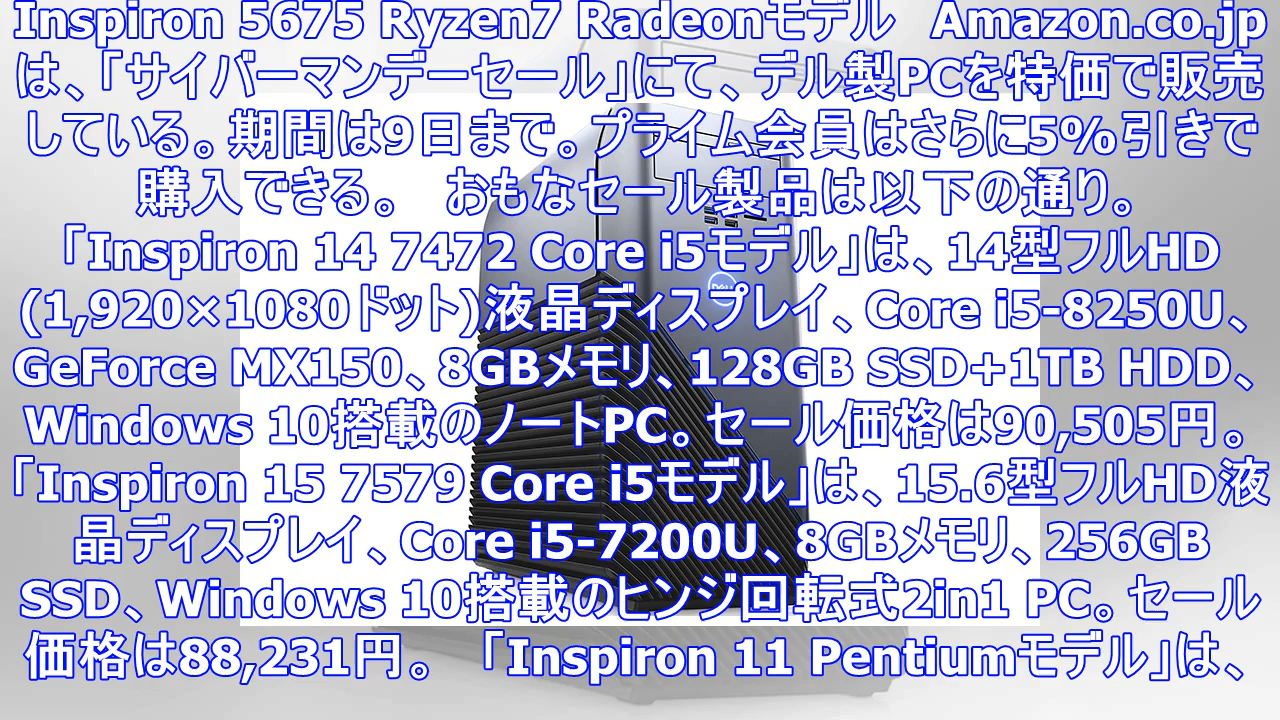 Inspiron 5675 Ryzen7 Radeonモデル　Amazon.co.jp
は、「サイバーマンデーセール」にて、デル製PCを特価で販売
している。期間は9日まで。プライム会員はさらに5%引きで
購入できる。　おもなセール製品は以下の通り。
「Inspiron 14 7472 Core i5モデル」は、14型フルHD
(1,920×1080ドット)液晶ディスプレイ、Core i5-8250U、
GeForce MX150、8GBメモリ、128GB SSD+1TB HDD、
Windows 10搭載のノートPC。セール価格は90,505円。
「Inspiron 15 7579 Core i5モデル」は、15.6型フルHD液
晶ディスプレイ、Core i5-7200U、8GBメモリ、256GB
SSD、Windows 10搭載のヒンジ回転式2in1 PC。セール
価格は88,231円。　「Inspiron 11 Pentiumモデル」は、
DELL